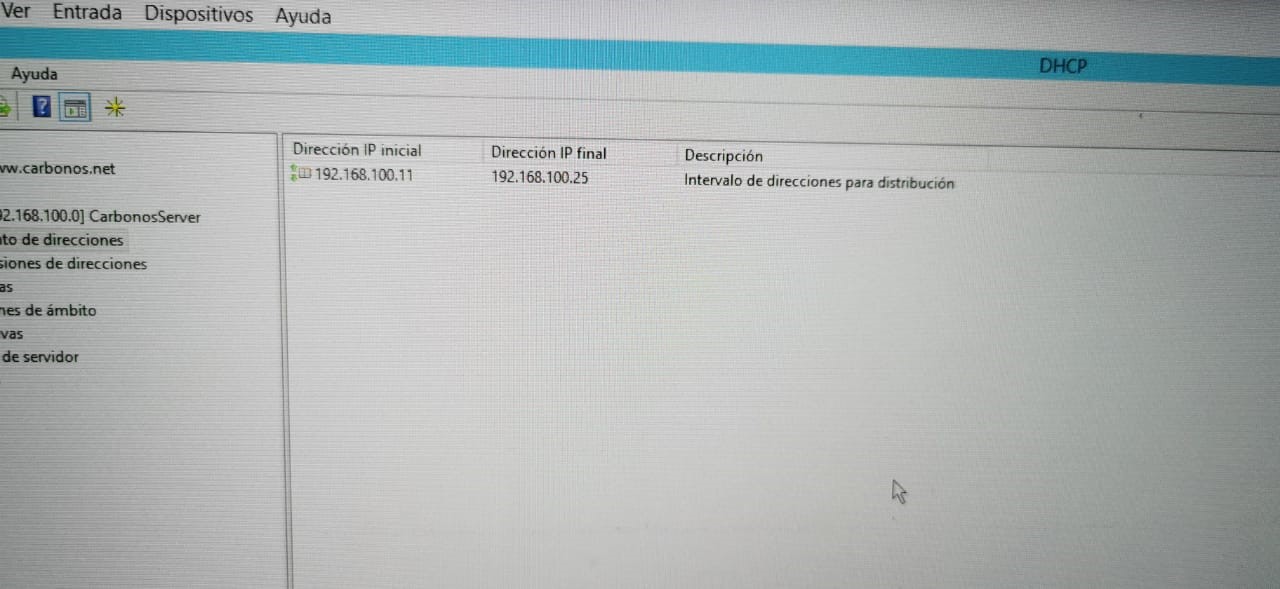 Ver Entrada Dispositivos Ayuda
DHCP
Ayuda
Dirección IP inicial Dirección IP final Descripción
192.168.100.11 192.168.100.25 Intervalo de direcciones para distribución
ww.carbonos.net
92.168.100.0] CarbonosServer
to de direcciones
siones de direcciones
as
nes de ámbito
vas
de servidor